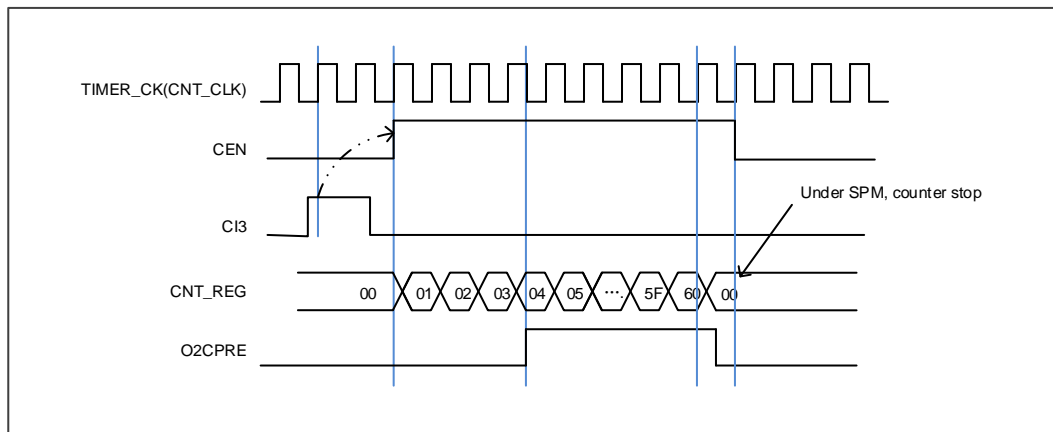 TIMER_CK(CNT_CLK)
CEN
Under SPM, counter stop
CI3
CNT_REG 00 01 02 03 04 05 ... 5F 60 00
O2CPRE